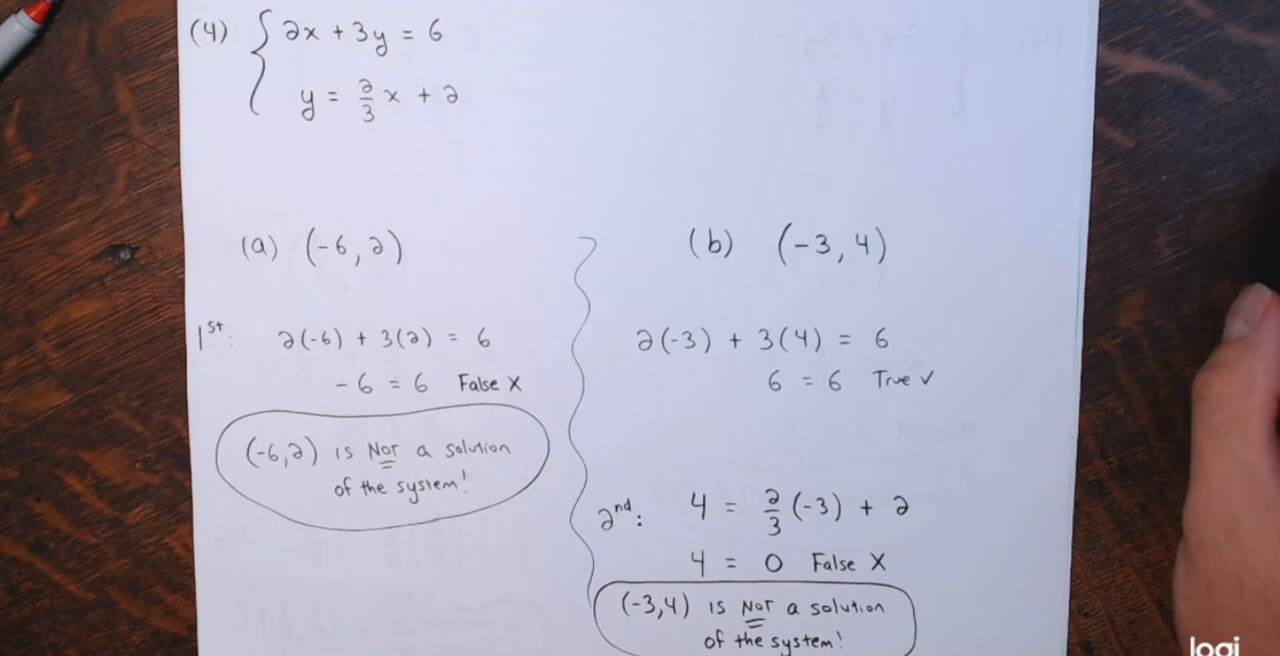 (4) { 2x + 3y = 6
y = 2/3 x + 2
(a) (-6, 2)
1st: 2(-6) + 3(2) = 6
-6 = 6 False X
(-6,2) is NOT a solution
of the system!
(b) (-3, 4)
2(-3) + 3(4) = 6
6 = 6 True ✓
2nd: 4 = 2/3 (-3) + 2
4 = 0 False X
(-3,4) is NOT a solution
of the system!
logi